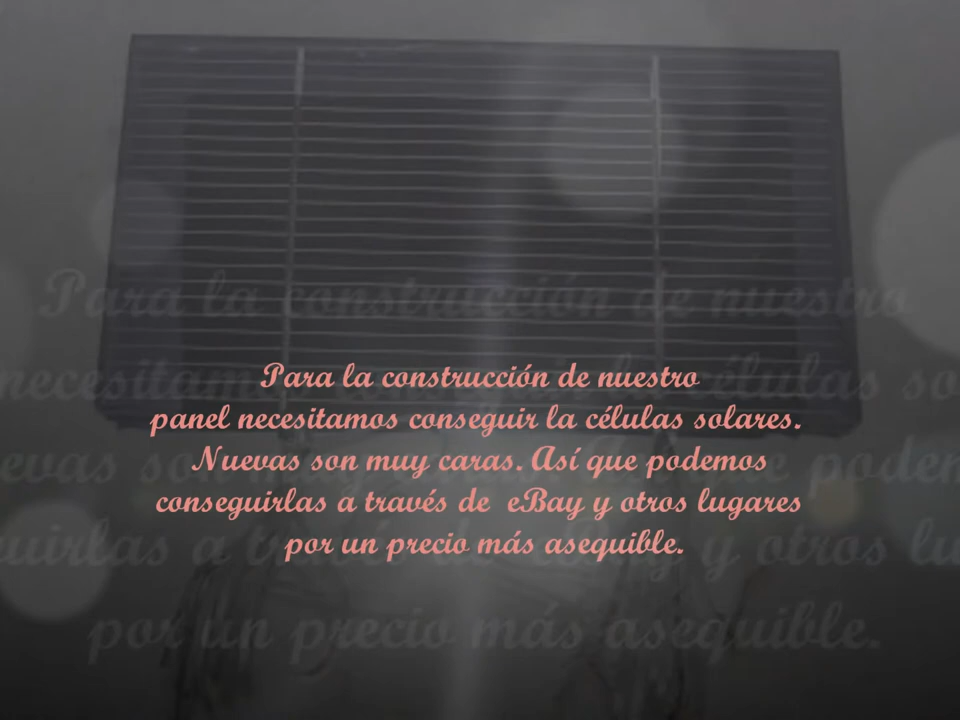 Para la construcción de nuestro
panel necesitamos conseguir la células solares.
Nuevas son muy caras. Así que podemos
conseguirlas a través de eBay y otros lugares
por un precio más asequible.